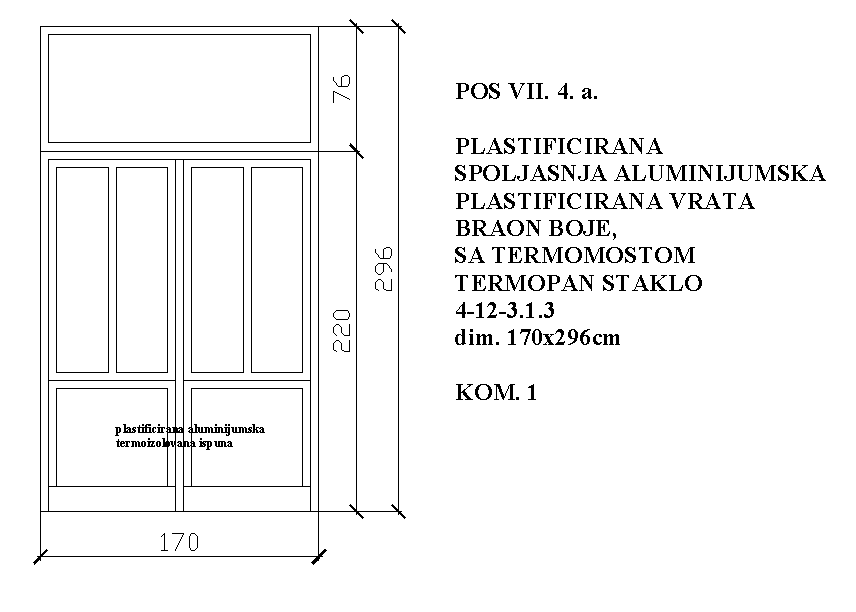 76
296
220
170
plastificirana aluminijumska
termoizolovana ispuna
POS VII. 4. a.
PLASTIFICIRANA
SPOLJASNJA ALUMINIJUMSKA
PLASTIFICIRANA VRATA
BRAON BOJE,
SA TERMOMOSTOM
TERMOPAN STAKLO
4-12-3.1.3
dim. 170x296cm
KOM. 1